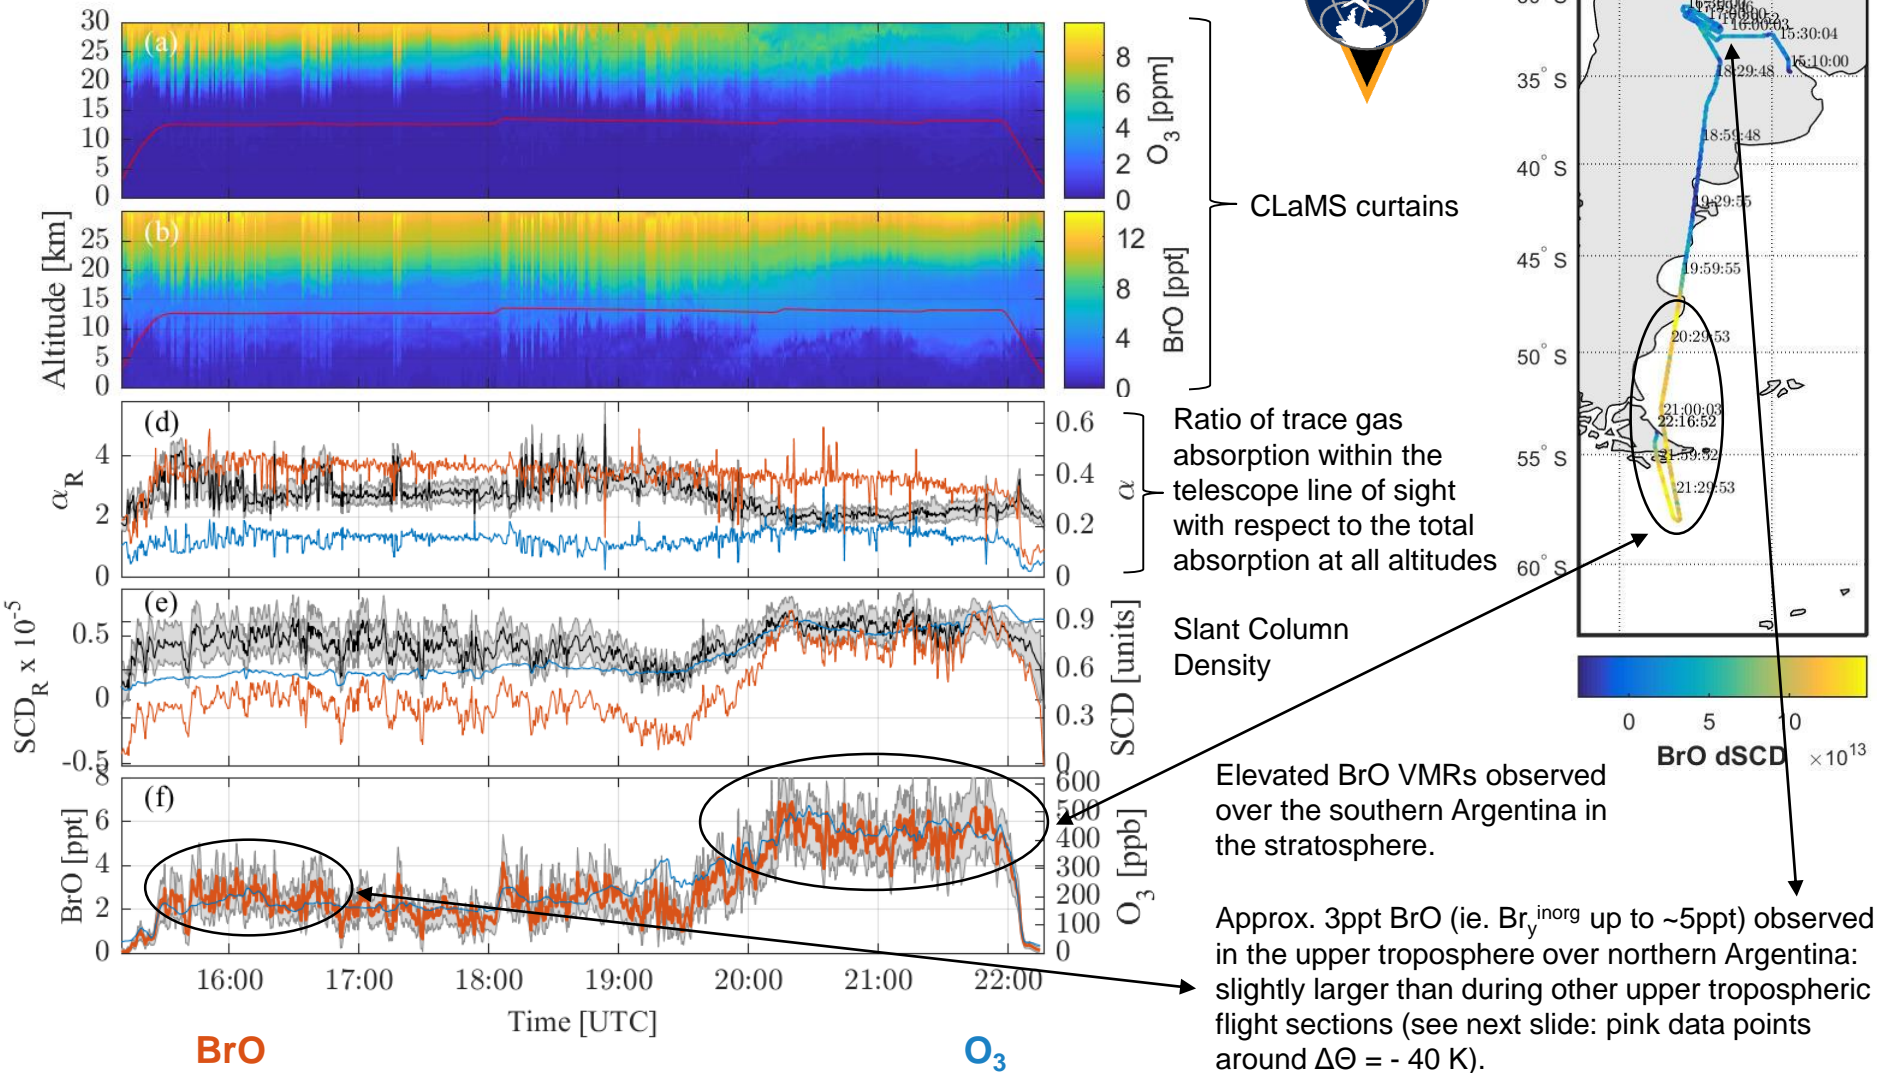 30
25
20
15
10
5
0
(a)
8
6
4
2
0
O3 [ppm]
25
20
15
10
5
0
(b)
Altitude [km]
12
8
4
0
BrO [ppt]
CLaMS curtains
(d)
4
2
0
αR
0.6
0.4
0.2
0
α
Ratio of trace gas
absorption within the
telescope line of sight
with respect to the total
absorption at all altitudes
(e)
0.5
0
-0.5
SCDR x 10-5
0.9
0.6
0.3
0
SCD [units]
Slant Column
Density
(f)
8
6
4
2
0
BrO [ppt]
600
500
400
300
200
100
0
O3 [ppb]
16:00
17:00
18:00
19:00
20:00
21:00
22:00
Time [UTC]
BrO
O3
16:00:03
15:30:04
15:10:00
35° S
18:29:48
18:59:48
40° S
19:29:55
45° S
19:59:55
20:29:53
50° S
21:00:03
22:16:52
55° S
21:59:52
21:29:53
60° S
0
5
10
BrO dSCD
×1013
Elevated BrO VMRs observed
over the southern Argentina in
the stratosphere.
Approx. 3ppt BrO (ie. Bryinorg up to ~5ppt) observed
in the upper troposphere over northern Argentina:
slightly larger than during other upper tropospheric
flight sections (see next slide: pink data points
around ΔΘ = - 40 K).